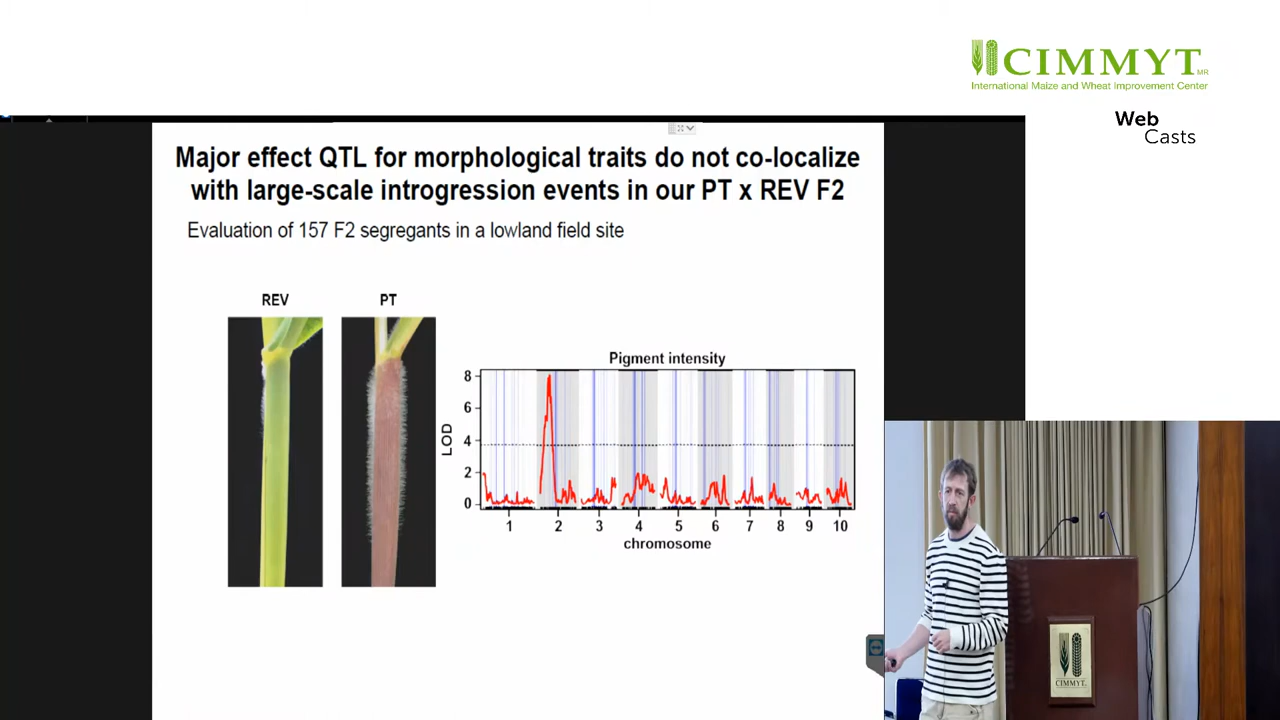 CIMMYT MR
International Maize and Wheat Improvement Center
Web
Casts
Major effect QTL for morphological traits do not co-localize
with large-scale introgression events in our PT x REV F2
Evaluation of 157 F2 segregants in a lowland field site
REV
PT
Pigment intensity
8
6
4
2
0
LOD
1 2 3 4 5 6 7 8 9 10
chromosome
CIMMYT